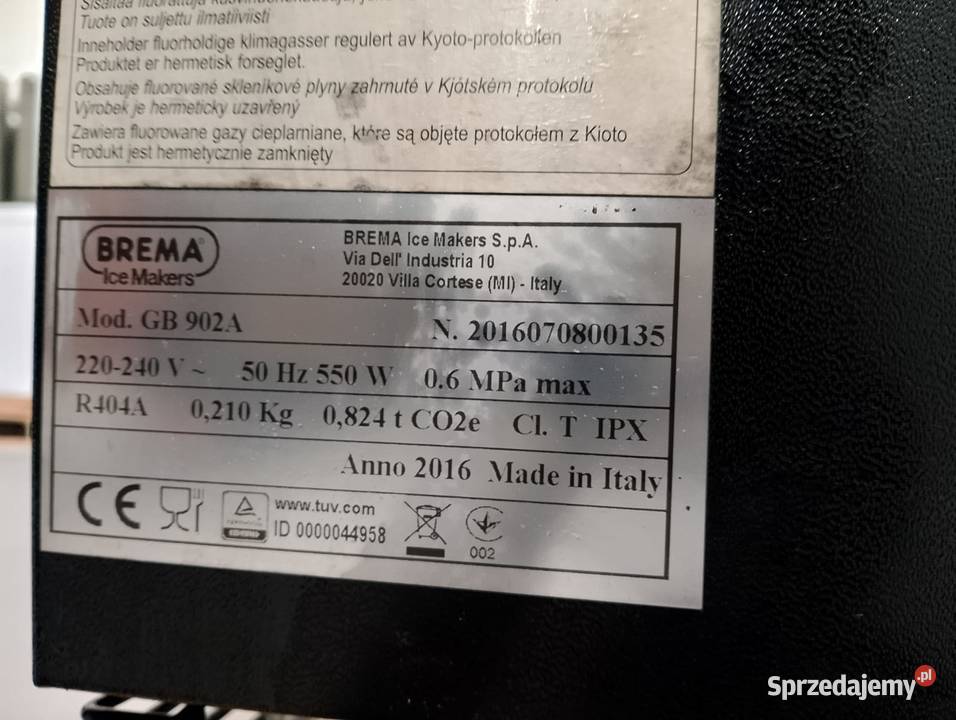 Sisältää fluorattuja
Tuote on suljettu ilmatiiviisti
Inneholder fluorholdige klimagasser regulert av Kyoto-protokollen
Produktet er hermetisk forseglet.
Obsahuje fluorované sklenikové plyny zahrnuté v Kjótském protokolu
Výrobek je hermeticky uzavřený
Zawiera fluorowane gazy cieplarniane, które są objęte protokołem z Kioto
Produkt jest hermetycznie zamknięty
BREMA®
Ice Makers
BREMA Ice Makers S.p.A.
Via Dell' Industria 10
20020 Villa Cortese (MI) - Italy
Mod. GB 902A N. 2016070800135
220-240 V ~ 50 Hz 550 W 0.6 MPa max
R404A 0,210 Kg 0,824 t CO2e Cl. T IPX
Anno 2016 Made in Italy
CE
www.tuv.com
ID 0000044958
002
Sprzedajemy.pl